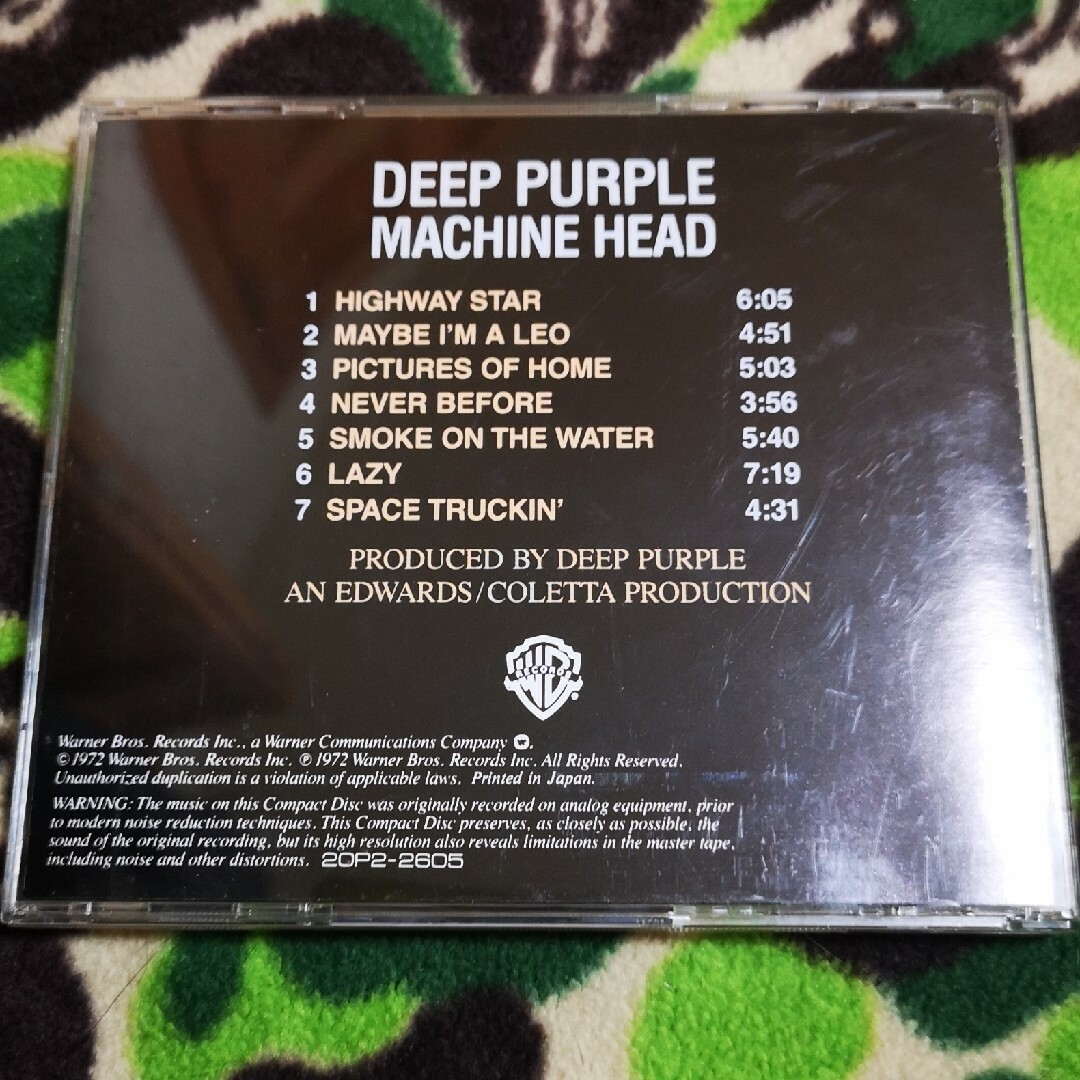 DEEP PURPLE
MACHINE HEAD
1 HIGHWAY STAR 6:05
2 MAYBE I'M A LEO 4:51
3 PICTURES OF HOME 5:03
4 NEVER BEFORE 3:56
5 SMOKE ON THE WATER 5:40
6 LAZY 7:19
7 SPACE TRUCKIN' 4:31
PRODUCED BY DEEP PURPLE
AN EDWARDS/COLETTA PRODUCTION
WB RECORDS ®
Warner Bros. Records Inc., a Warner Communications Company W.
© 1972 Warner Bros. Records Inc. ℗ 1972 Warner Bros. Records Inc. All Rights Reserved.
Unauthorized duplication is a violation of applicable laws. Printed in Japan.
WARNING: The music on this Compact Disc was originally recorded on analog equipment, prior
to modern noise reduction techniques. This Compact Disc preserves, as closely as possible, the
sound of the original recording, but its high resolution also reveals limitations in the master tape,
including noise and other distortions. 20P2-2605